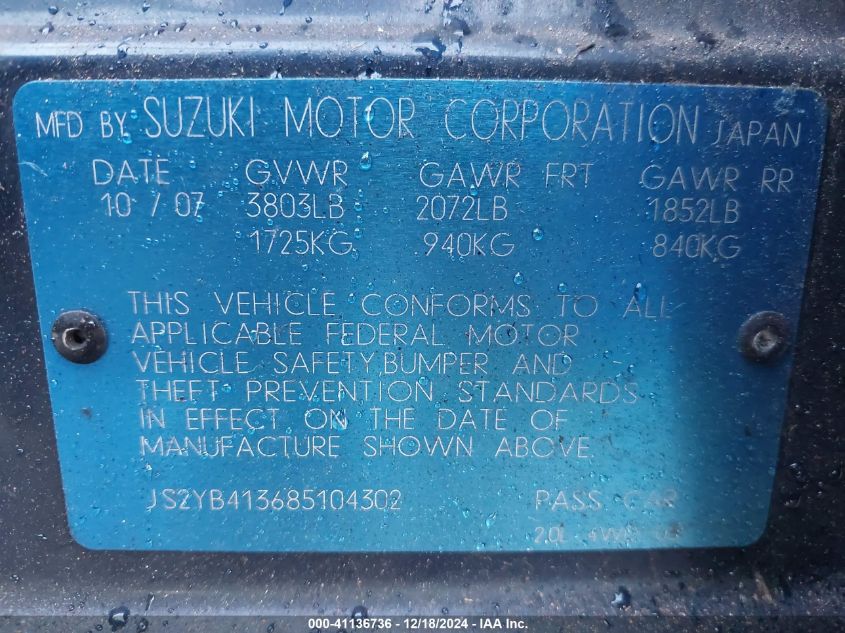 MFD BY SUZUKI MOTOR CORPORATION JAPAN
DATE GVWR GAWR FRT GAWR RR
10 / 07 3803LB 2072LB 1852LB
1725KG 940KG 840KG
THIS VEHICLE CONFORMS TO ALL
APPLICABLE FEDERAL MOTOR
VEHICLE SAFETY,BUMPER AND
THEFT PREVENTION STANDARDS
IN EFFECT ON THE DATE OF
MANUFACTURE SHOWN ABOVE.
JS2YB413685104302 PASS CAR
2.0L 4WD
000-41136736 - 12/18/2024 - IAA Inc.